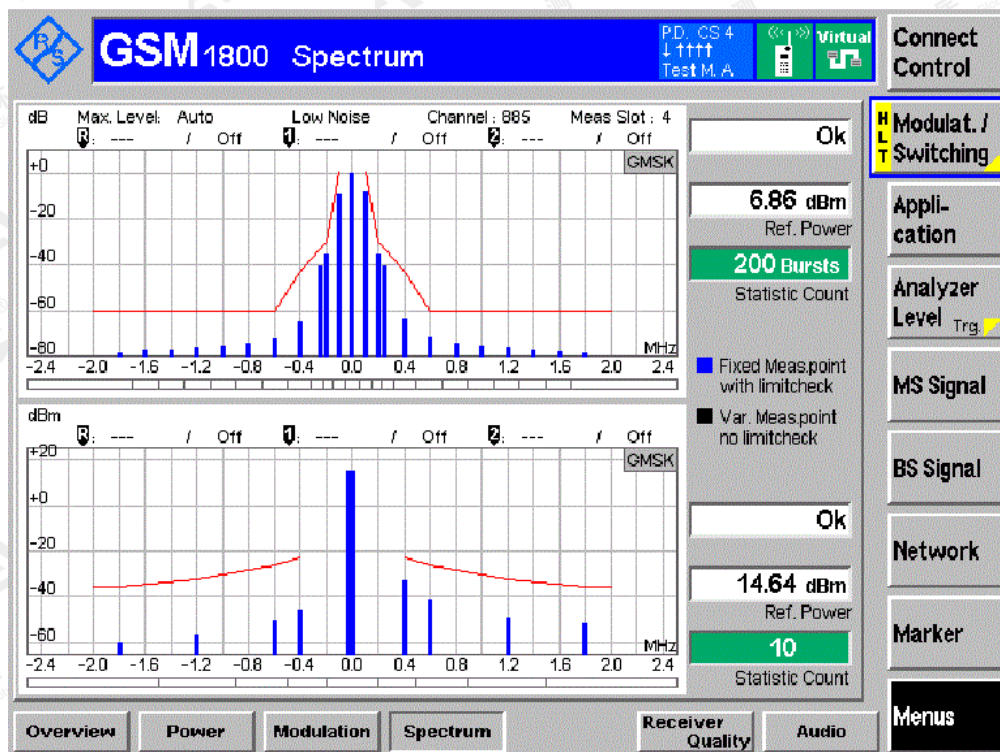 R&S
GSM 1800 Spectrum
P.D. CS 4
Test M. A.
Virtual
Connect Control
dB Max. Level: Auto Low Noise Channel : 885 Meas Slot : 4
R: --- / Off 1: --- / Off 2: --- / Off
GMSK
+0
-20
-40
-60
-80
MHz
-2.4 -2.0 -1.6 -1.2 -0.8 -0.4 0.0 0.4 0.8 1.2 1.6 2.0 2.4
Ok
6.86 dBm
Ref. Power
200 Bursts
Statistic Count
Fixed Meas.point
with limitcheck
Var. Meas.point
no limitcheck
dBm
R: --- / Off 1: --- / Off 2: --- / Off
GMSK
+20
+0
-20
-40
-60
MHz
-2.4 -2.0 -1.6 -1.2 -0.8 -0.4 0.0 0.4 0.8 1.2 1.6 2.0 2.4
Ok
14.64 dBm
Ref. Power
10
Statistic Count
HLT
Modulat. /
Switching
Appli-
cation
Analyzer
Level Trg.
MS Signal
BS Signal
Network
Marker
Menus
Overview Power Modulation Spectrum Receiver Quality Audio